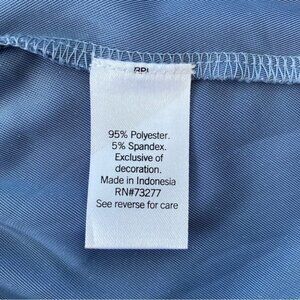 95% Polyester.
5% Spandex.
Exclusive of
decoration.
Made in Indonesia
RN#73277
See reverse for care